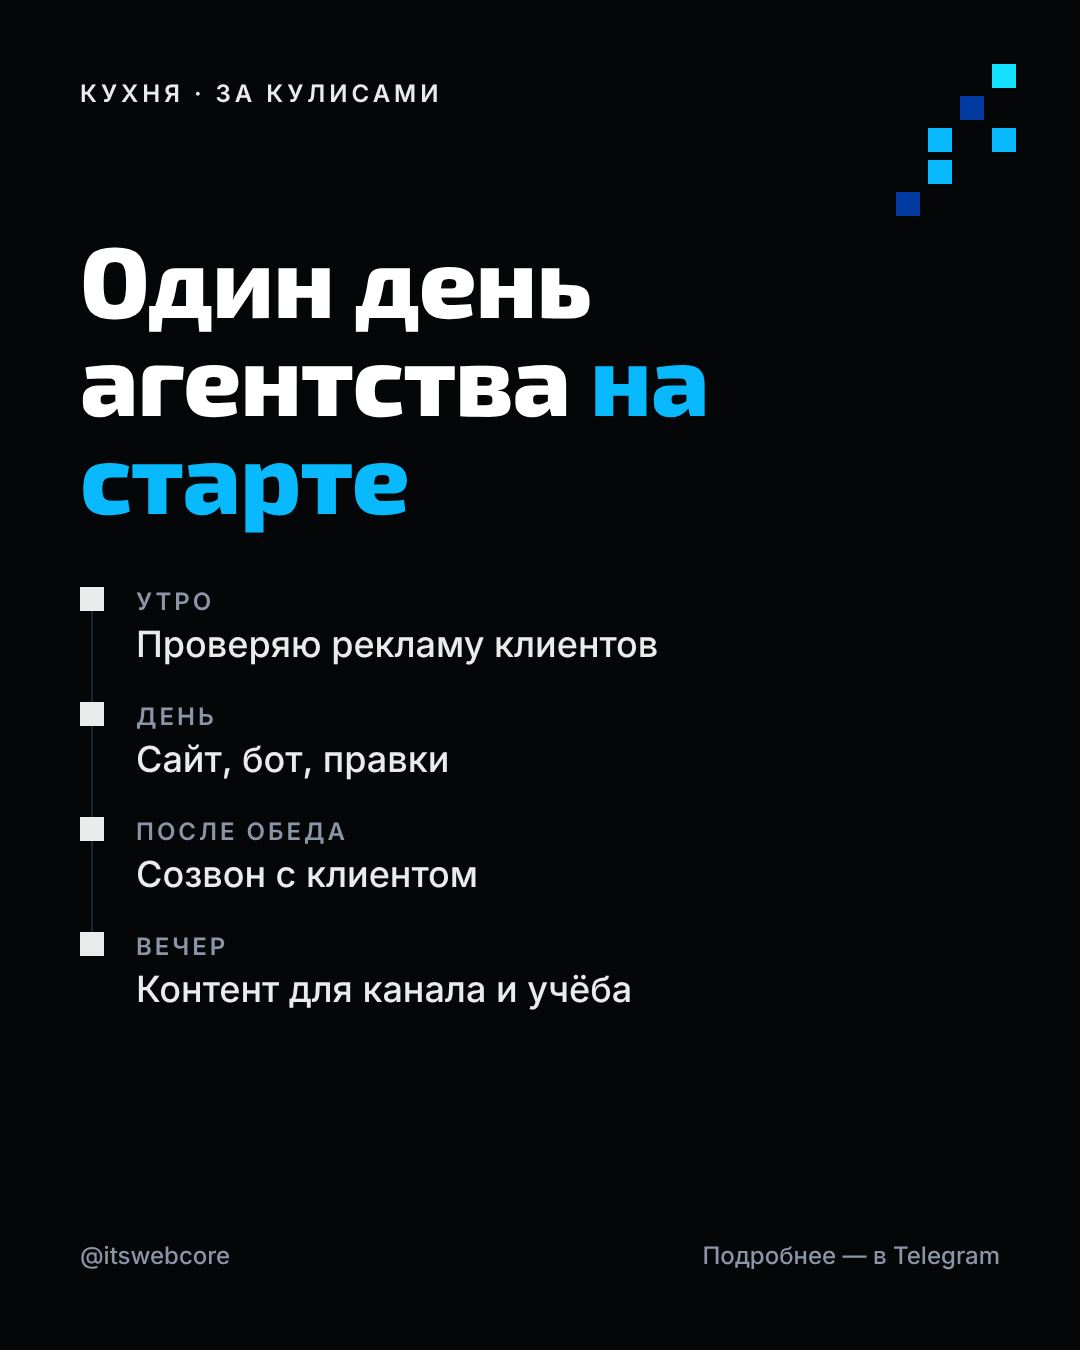 КУХНЯ · ЗА КУЛИСАМИ
Один день
агентства на
старте
УТРО
Проверяю рекламу клиентов
ДЕНЬ
Сайт, бот, правки
ПОСЛЕ ОБЕДА
Созвон с клиентом
ВЕЧЕР
Контент для канала и учёба
@itswebcore
Подробнее — в Telegram